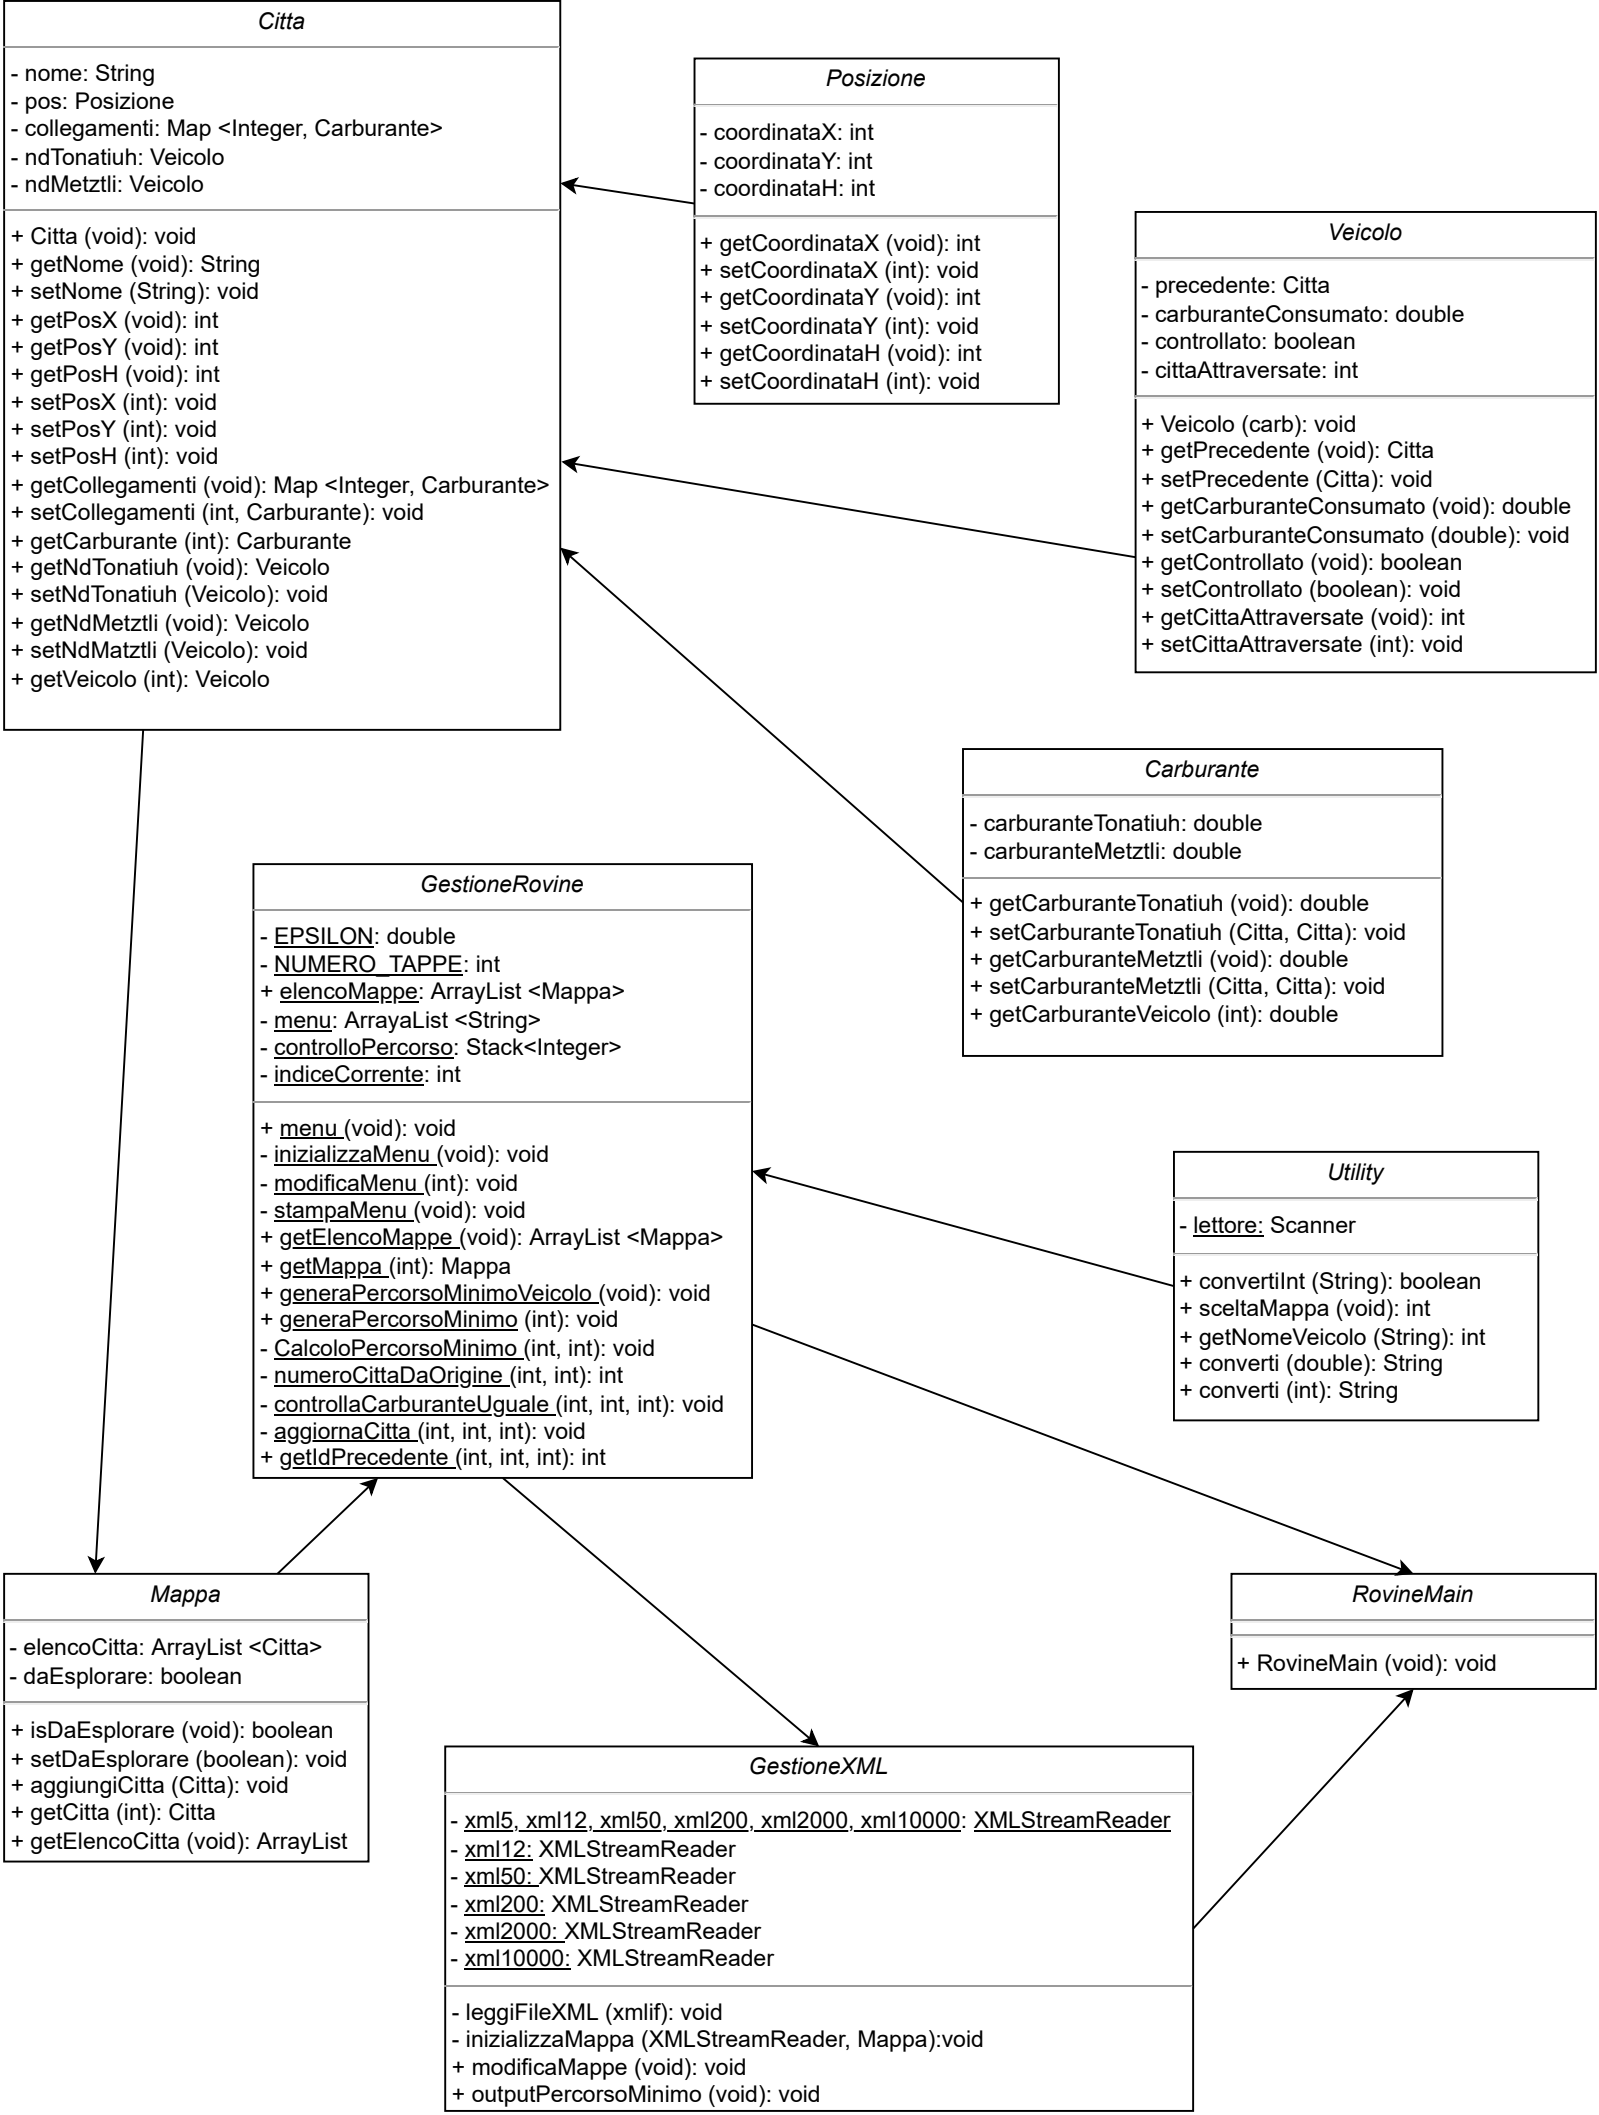 Citta
- nome: String
- pos: Posizione
- collegamenti: Map <Integer, Carburante>
- ndTonatiuh: Veicolo
- ndMetztli: Veicolo
+ Citta (void): void
+ getNome (void): String
+ setNome (String): void
+ getPosX (void): int
+ getPosY (void): int
+ getPosH (void): int
+ setPosX (int): void
+ setPosY (int): void
+ setPosH (int): void
+ getCollegamenti (void): Map <Integer, Carburante>
+ setCollegamenti (int, Carburante): void
+ getCarburante (int): Carburante
+ getNdTonatiuh (void): Veicolo
+ setNdTonatiuh (Veicolo): void
+ getNdMetztli (void): Veicolo
+ setNdMatztli (Veicolo): void
+ getVeicolo (int): Veicolo
Posizione
- coordinataX: int
- coordinataY: int
- coordinataH: int
+ getCoordinataX (void): int
+ setCoordinataX (int): void
+ getCoordinataY (void): int
+ setCoordinataY (int): void
+ getCoordinataH (void): int
+ setCoordinataH (int): void
Veicolo
- precedente: Citta
- carburanteConsumato: double
- controllato: boolean
- cittaAttraversate: int
+ Veicolo (carb): void
+ getPrecedente (void): Citta
+ setPrecedente (Citta): void
+ getCarburanteConsumato (void): double
+ setCarburanteConsumato (double): void
+ getControllato (void): boolean
+ setControllato (boolean): void
+ getCittaAttraversate (void): int
+ setCittaAttraversate (int): void
Carburante
- carburanteTonatiuh: double
- carburanteMetztli: double
+ getCarburanteTonatiuh (void): double
+ setCarburanteTonatiuh (Citta, Citta): void
+ getCarburanteMetztli (void): double
+ setCarburanteMetztli (Citta, Citta): void
+ getCarburanteVeicolo (int): double
GestioneRovine
- EPSILON: double
- NUMERO_TAPPE: int
+ elencoMappe: ArrayList <Mappa>
- menu: ArrayaList <String>
- controlloPercorso: Stack<Integer>
- indiceCorrente: int
+ menu (void): void
- inizializzaMenu (void): void
- modificaMenu (int): void
- stampaMenu (void): void
+ getElencoMappe (void): ArrayList <Mappa>
+ getMappa (int): Mappa
+ generaPercorsoMinimoVeicolo (void): void
+ generaPercorsoMinimo (int): void
- CalcoloPercorsoMinimo (int, int): void
- numeroCittaDaOrigine (int, int): int
- controllaCarburanteUguale (int, int, int): void
- aggiornaCitta (int, int, int): void
+ getIdPrecedente (int, int, int): int
Utility
- lettore: Scanner
+ convertiInt (String): boolean
+ sceltaMappa (void): int
+ getNomeVeicolo (String): int
+ converti (double): String
+ converti (int): String
Mappa
- elencoCitta: ArrayList <Citta>
- daEsplorare: boolean
+ isDaEsplorare (void): boolean
+ setDaEsplorare (boolean): void
+ aggiungiCitta (Citta): void
+ getCitta (int): Citta
+ getElencoCitta (void): ArrayList
RovineMain
+ RovineMain (void): void
GestioneXML
- xml5, xml12, xml50, xml200, xml2000, xml10000: XMLStreamReader
- xml12: XMLStreamReader
- xml50: XMLStreamReader
- xml200: XMLStreamReader
- xml2000: XMLStreamReader
- xml10000: XMLStreamReader
- leggiFileXML (xmlif): void
- inizializzaMappa (XMLStreamReader, Mappa):void
+ modificaMappe (void): void
+ outputPercorsoMinimo (void): void